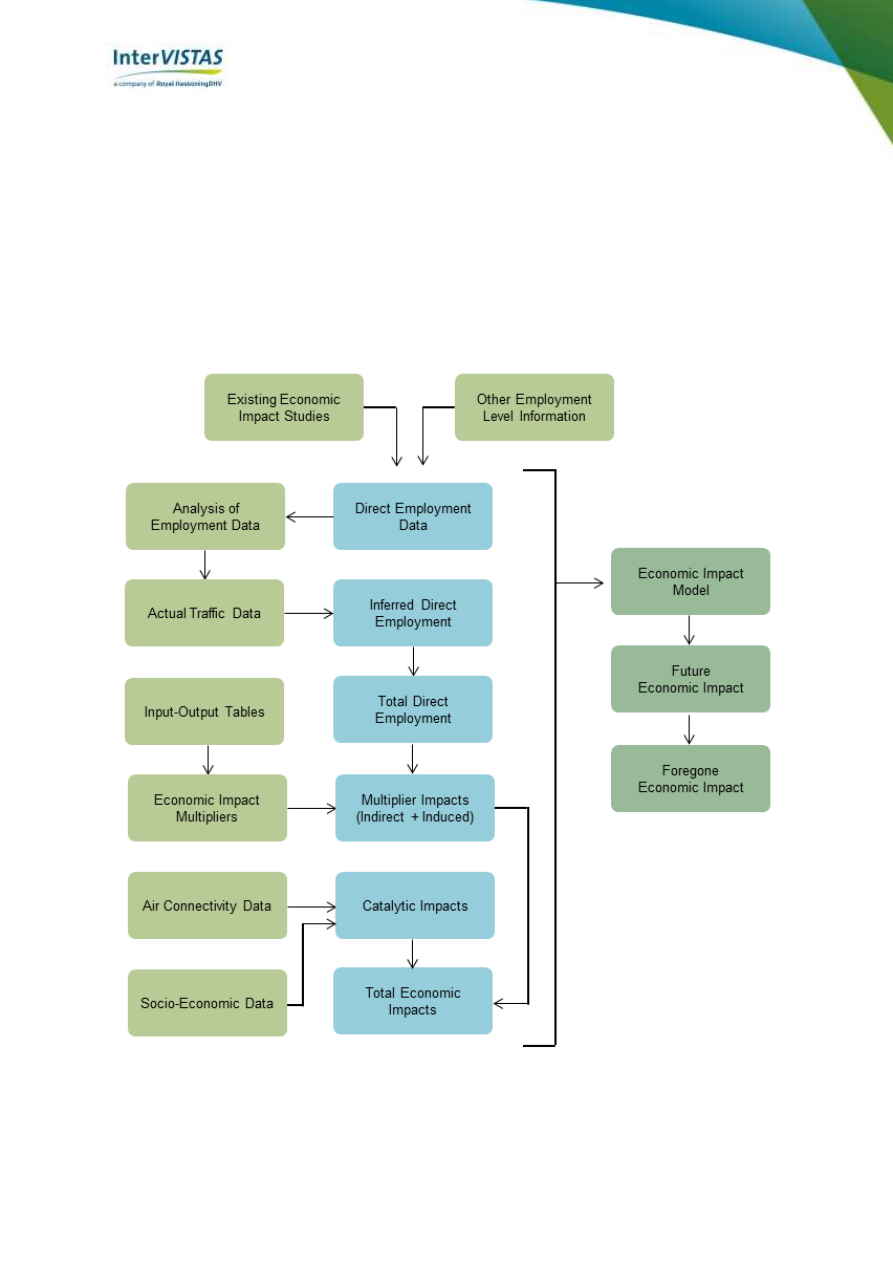 InterVISTAS
a company of Royal HaskoningDHV
Existing Economic
Impact Studies
Other Employment
Level Information
Analysis of
Employment Data
Direct Employment
Data
Economic Impact
Model
Actual Traffic Data
Inferred Direct
Employment
Future
Economic Impact
Input-Output Tables
Total Direct
Employment
Foregone
Economic Impact
Economic Impact
Multipliers
Multiplier Impacts
(Indirect + Induced)
Air Connectivity Data
Catalytic Impacts
Socio-Economic Data
Total Economic
Impacts